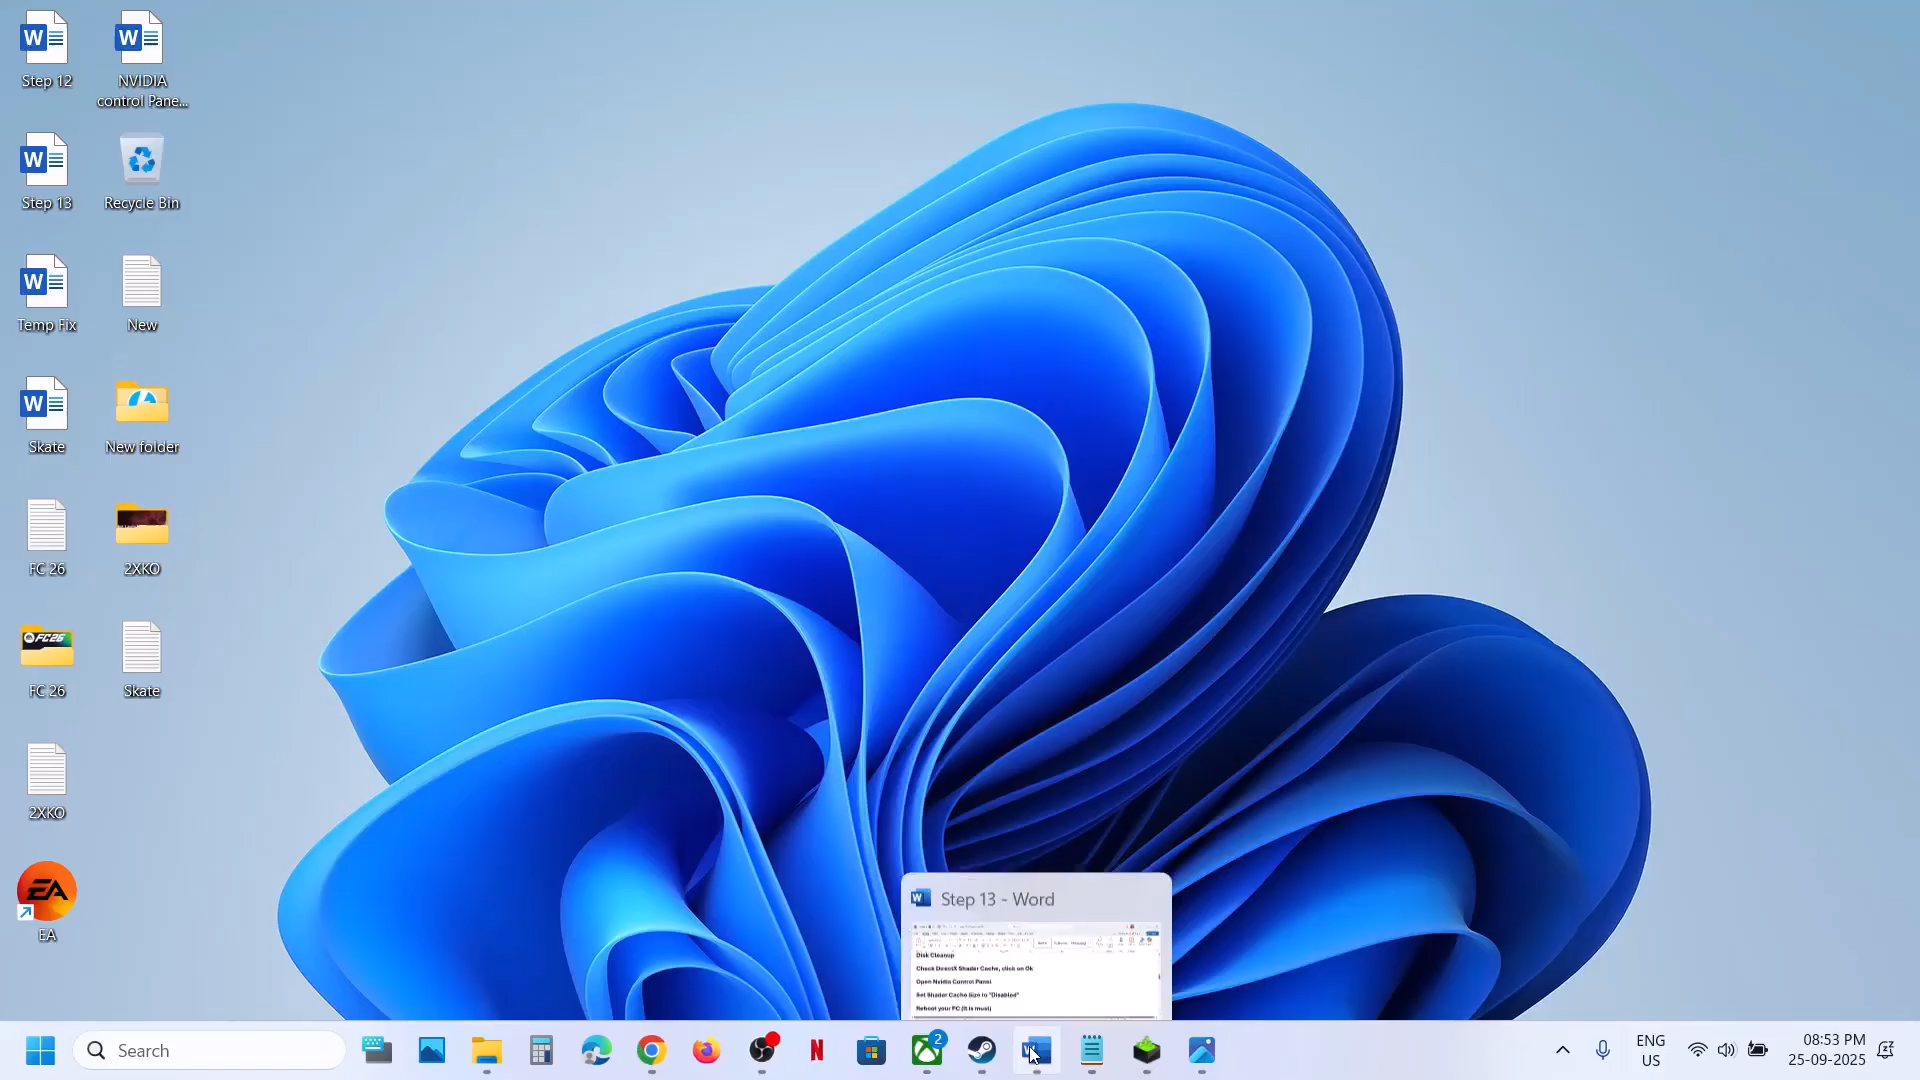 Step 12
NVIDIA
control Pane...
Step 13
Recycle Bin
Temp Fix
New
Skate
New folder
FC 26
2XKO
FC26
FC 26
Skate
2XKO
EA
EA
Step 13 - Word
Disk Cleanup
Check DirectX Shader Cache, click on Ok
Open Nvidia Control Panel
Set Shader Cache Size to "Disabled"
Reboot your PC (It is must)
Search
2
ENG
US
08:53 PM
25-09-2025